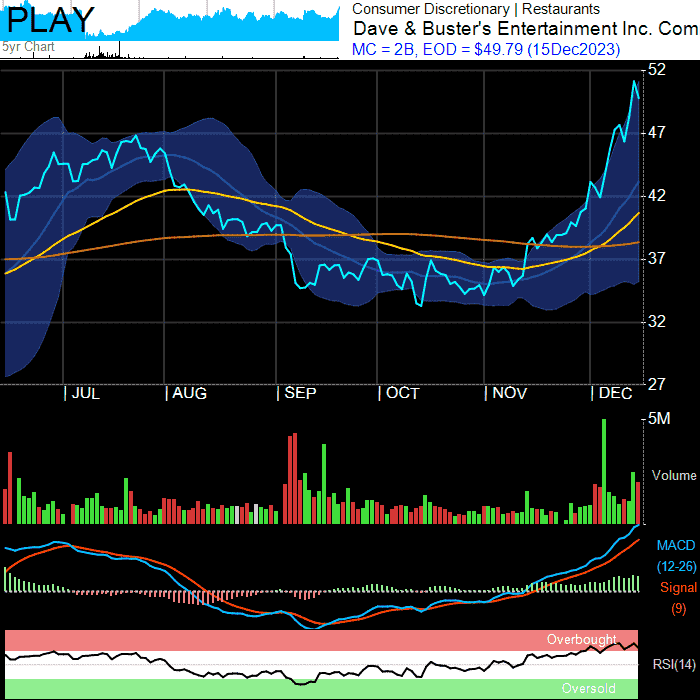 PLAY
5yr Chart
Consumer Discretionary | Restaurants
Dave & Buster's Entertainment Inc. Com
MC = 2B, EOD = $49.79 (15Dec2023)
52
47
42
37
32
27
JUL
AUG
SEP
OCT
NOV
DEC
5M
Volume
MACD
(12-26)
Signal
(9)
Overbought
RSI(14)
Oversold